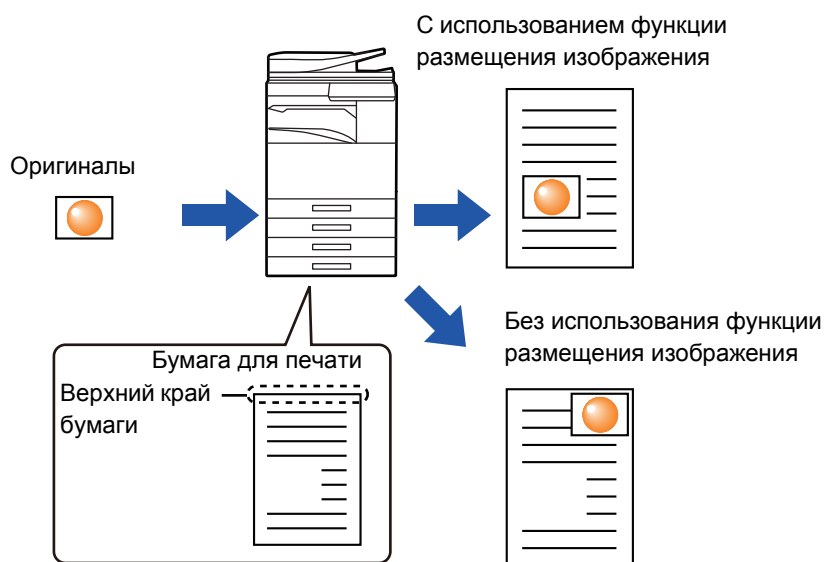 С использованием функции
размещения изображения
Оригиналы
Без использования функции
размещения изображения
Бумага для печати
Верхний край
бумаги